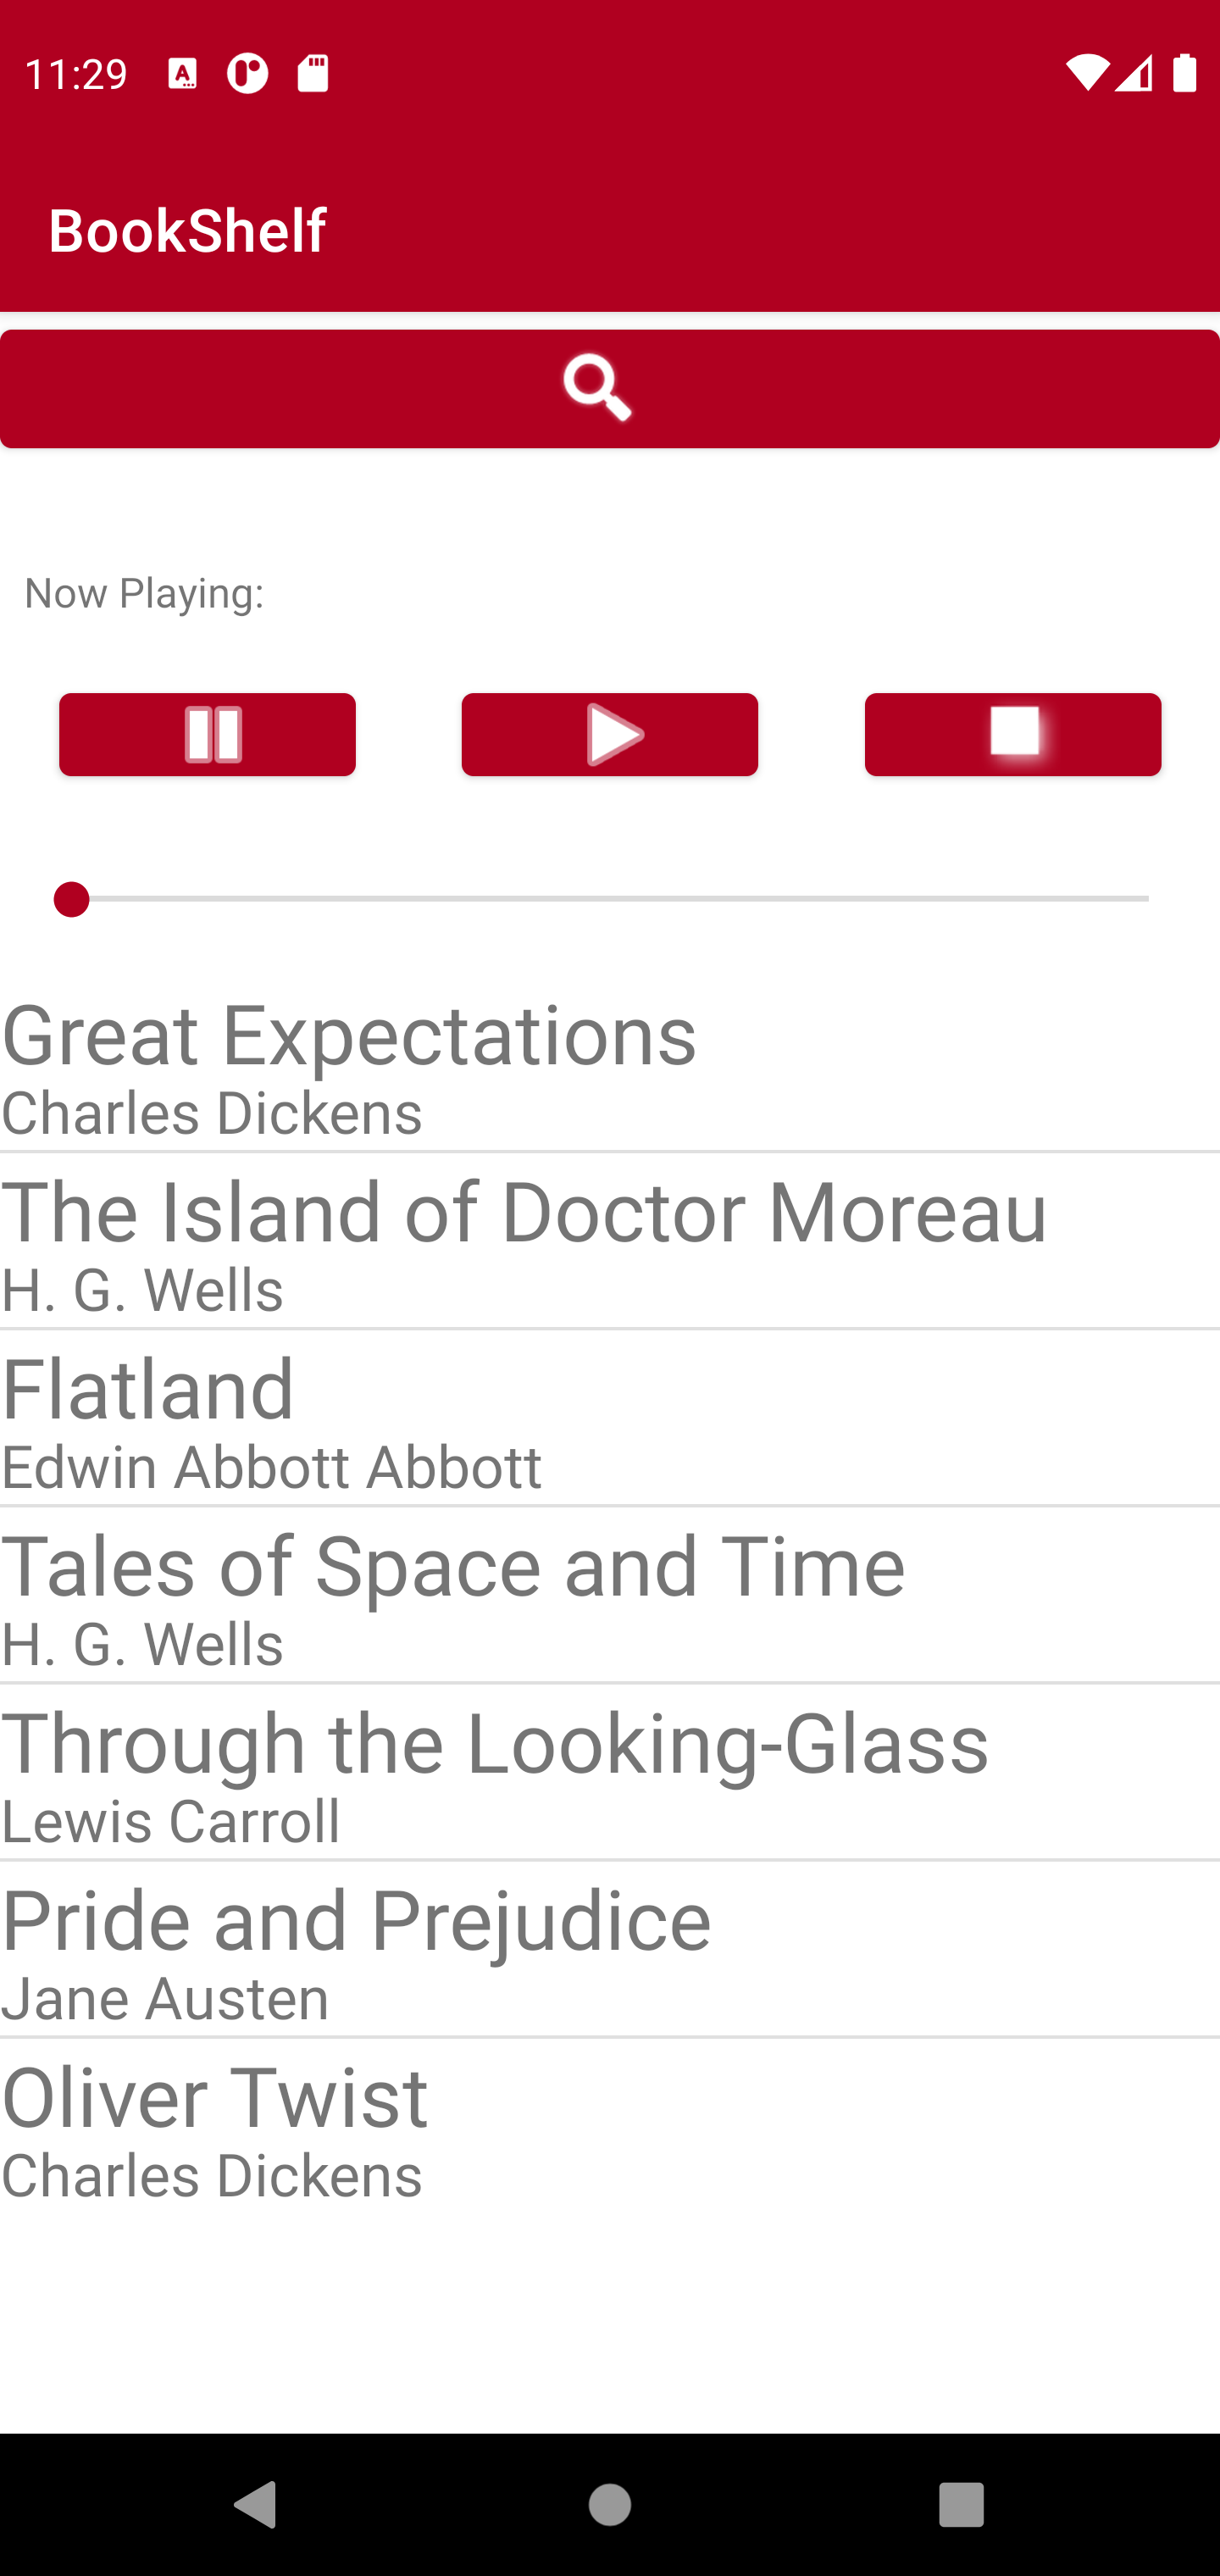 11:29
BookShelf
Now Playing:
Great Expectations
Charles Dickens
The Island of Doctor Moreau
H. G. Wells
Flatland
Edwin Abbott Abbott
Tales of Space and Time
H. G. Wells
Through the Looking-Glass
Lewis Carroll
Pride and Prejudice
Jane Austen
Oliver Twist
Charles Dickens